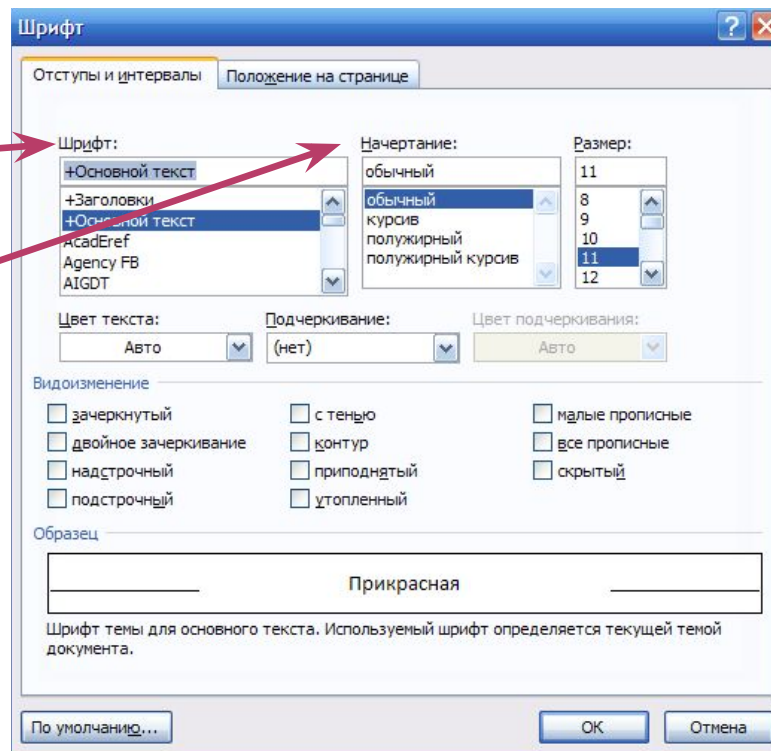 Шрифт
Отступы и интервалы Положение на странице
Шрифт: Начертание: Размер:
+Основной текст обычный 11
+Заголовки обычный 8
+Основной текст курсив 9
AcadEref полужирный 10
Agency FB полужирный курсив 11
AIGDT 12
Цвет текста: Подчеркивание: Цвет подчеркивания:
Авто (нет) Авто
Видоизменение
зачеркнутый с тенью малые прописные
двойное зачеркивание контур все прописные
надстрочный приподнятый скрытый
подстрочный утопленный
Образец
Прикрасная
Шрифт темы для основного текста. Используемый шрифт определяется текущей темой
документа.
По умолчанию... ОК Отмена